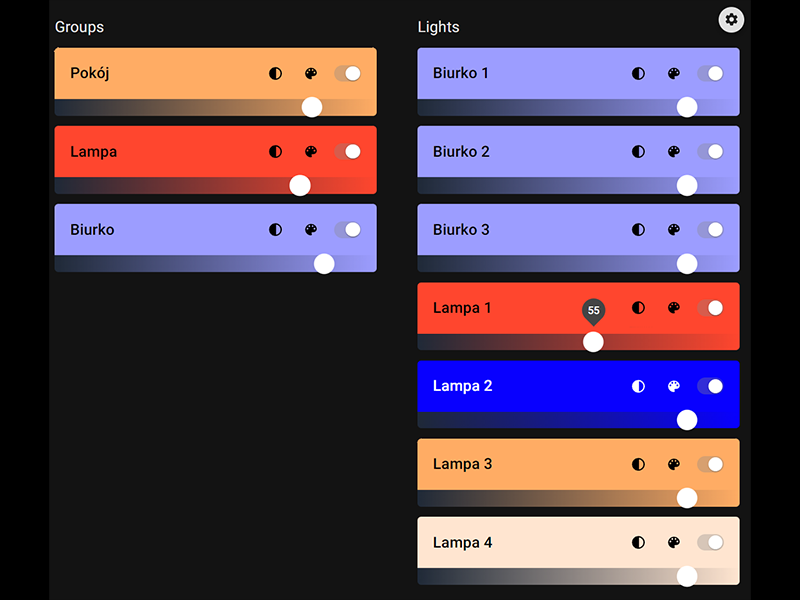 Groups
Pokój
Lampa
Biurko
Lights
Biurko 1
Biurko 2
Biurko 3
Lampa 1
55
Lampa 2
Lampa 3
Lampa 4